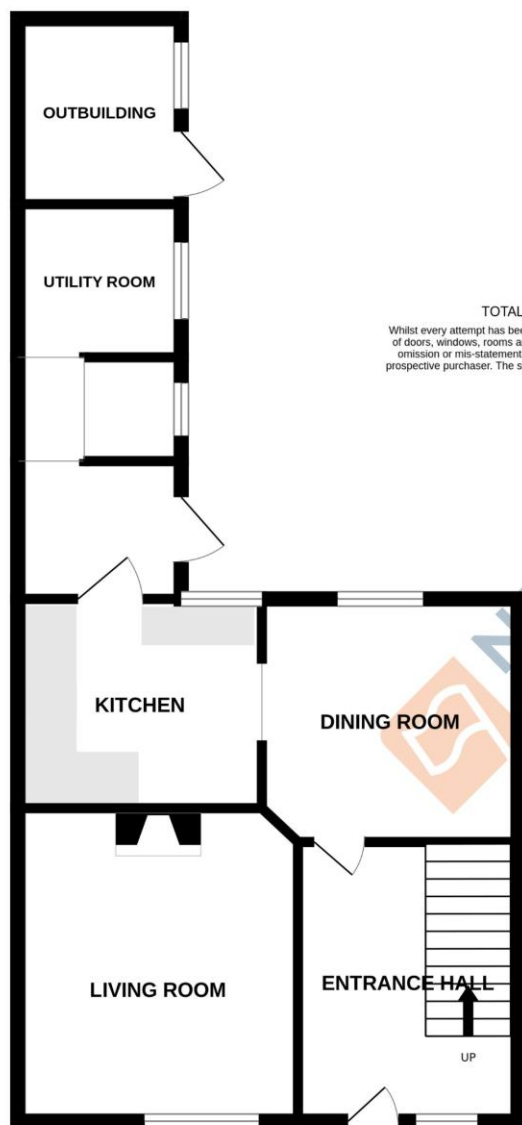 OUTBUILDING
UTILITY ROOM
TOTAL
Whilst every attempt has
of doors, windows, rooms
omission or mis-statement
prospective purchaser. The
KITCHEN
DINING ROOM
LIVING ROOM
ENTRANCE HALL
UP